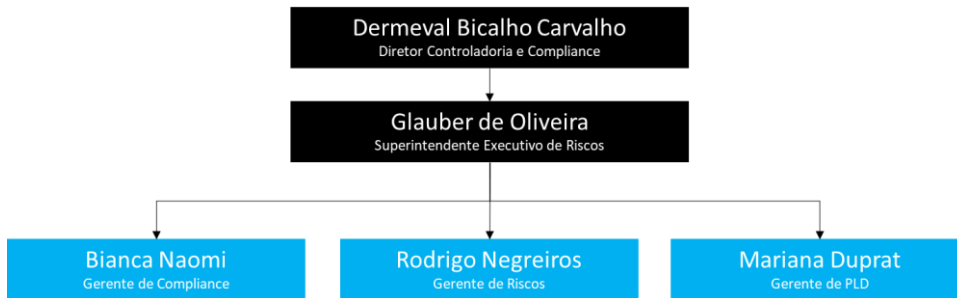 Dermeval Bicalho Carvalho
Diretor Controladoria e Compliance
Glauber de Oliveira
Superintendente Executivo de Riscos
Bianca Naomi
Gerente de Compliance
Rodrigo Negreiros
Gerente de Riscos
Mariana Duprat
Gerente de PLD